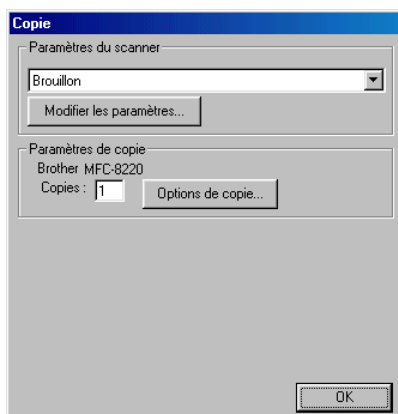 Copie
Paramètres du scanner
Brouillon
Modifier les paramètres...
Paramètres de copie
Brother MFC-8220
Copies : 1 Options de copie...
OK